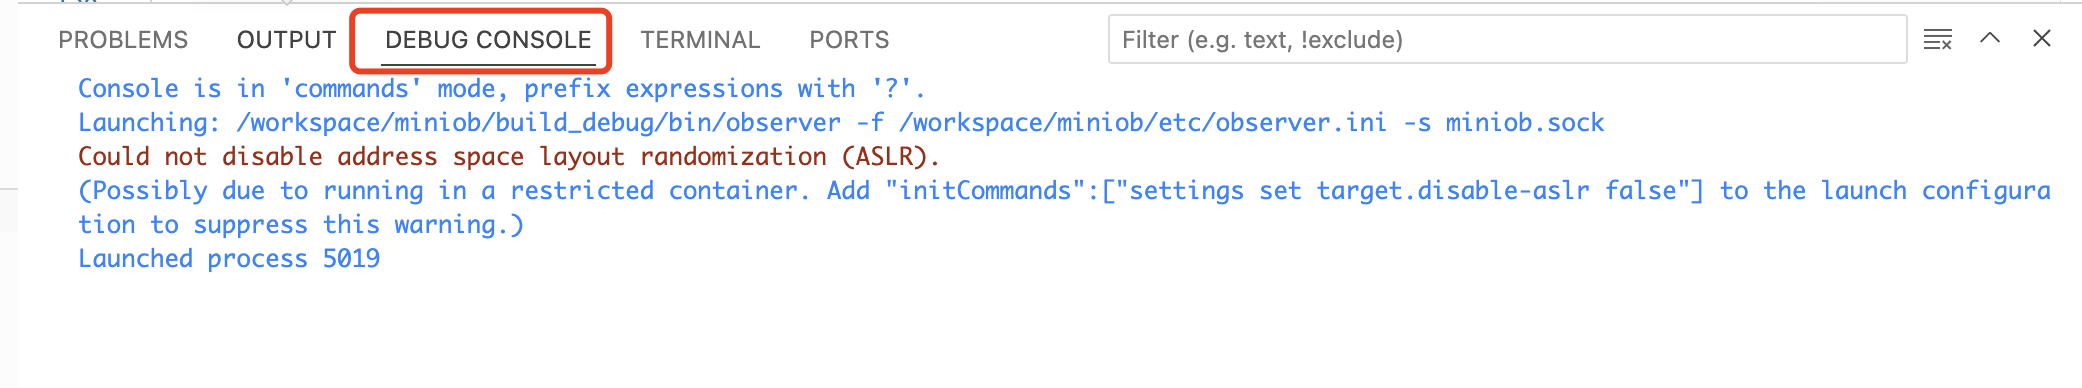 PROBLEMS OUTPUT DEBUG CONSOLE TERMINAL PORTS Filter (e.g. text, !exclude)
Console is in 'commands' mode, prefix expressions with '?'.
Launching: /workspace/miniob/build_debug/bin/observer -f /workspace/miniob/etc/observer.ini -s miniob.sock
Could not disable address space layout randomization (ASLR).
(Possibly due to running in a restricted container. Add "initCommands":["settings set target.disable-aslr false"] to the launch configura
tion to suppress this warning.)
Launched process 5019